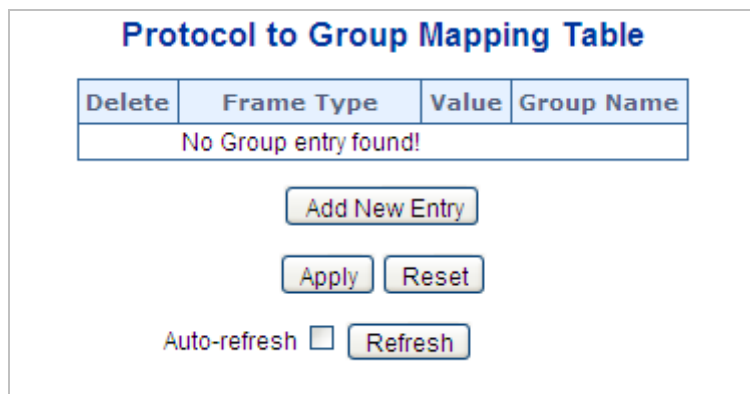 Protocol to Group Mapping Table
Delete Frame Type Value Group Name
No Group entry found!
Add New Entry
Apply Reset
Auto-refresh Refresh